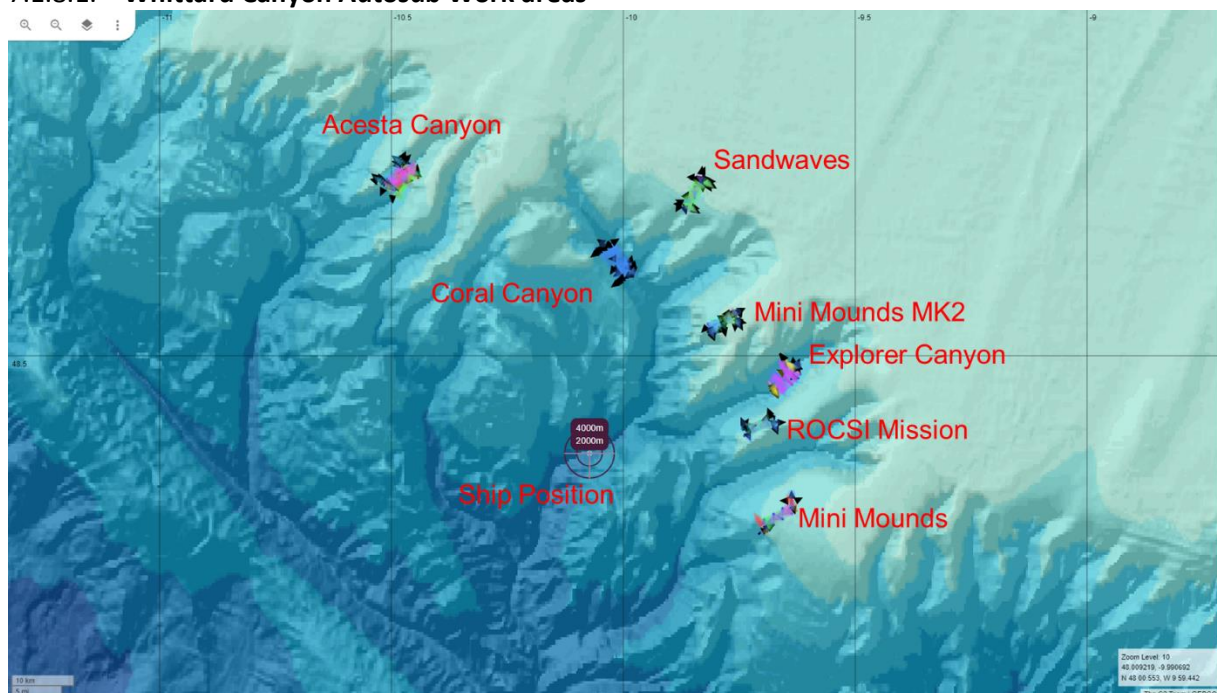 Whittard Canyon Autosub Work areas
-11
-10.5
-10
-9.5
-9
Acesta Canyon
Sandwaves
Coral Canyon
Mini Mounds MK2
48.5
Explorer Canyon
4000m
2000m
ROCSI Mission
Ship Position
Mini Mounds
Zoom Level: 10
48.009219, -9.990692
N 48 00.553, W 9 59.442
10 km
5 mi